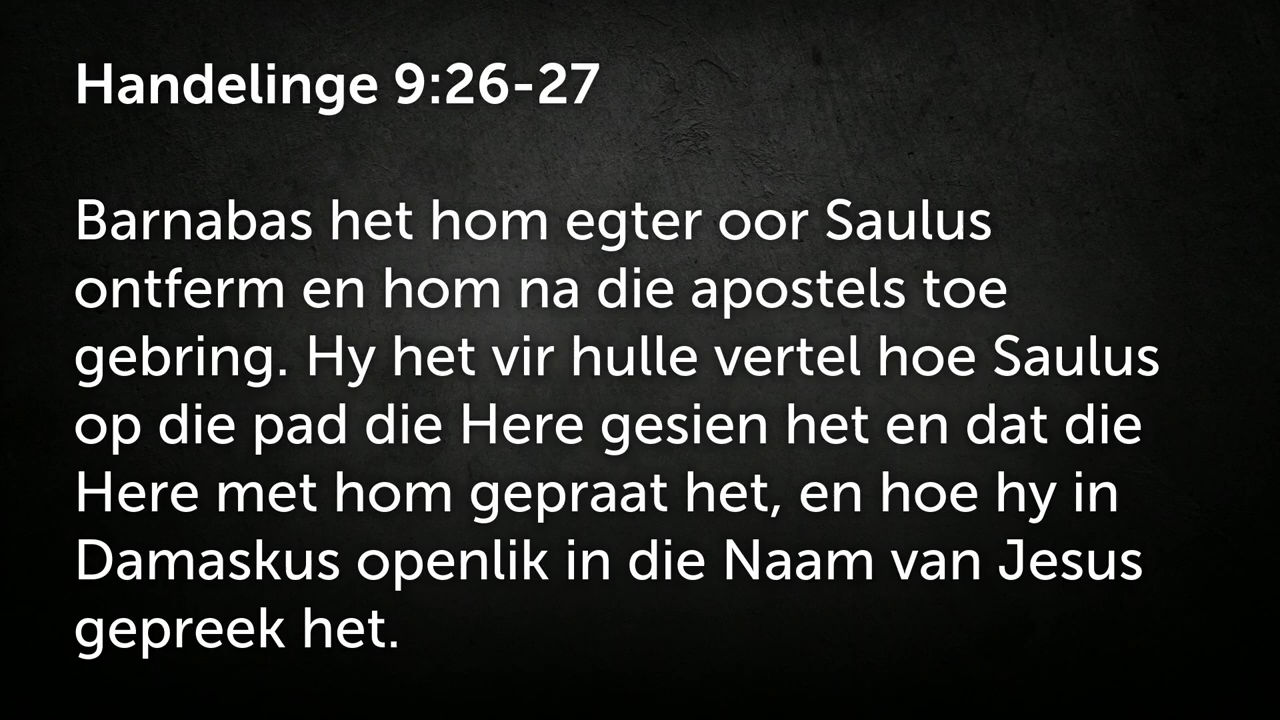 Handelinge 9:26-27
Barnabas het hom egter oor Saulus
ontferm en hom na die apostels toe
gebring. Hy het vir hulle vertel hoe Saulus
op die pad die Here gesien het en dat die
Here met hom gepraat het, en hoe hy in
Damaskus openlik in die Naam van Jesus
gepreek het.